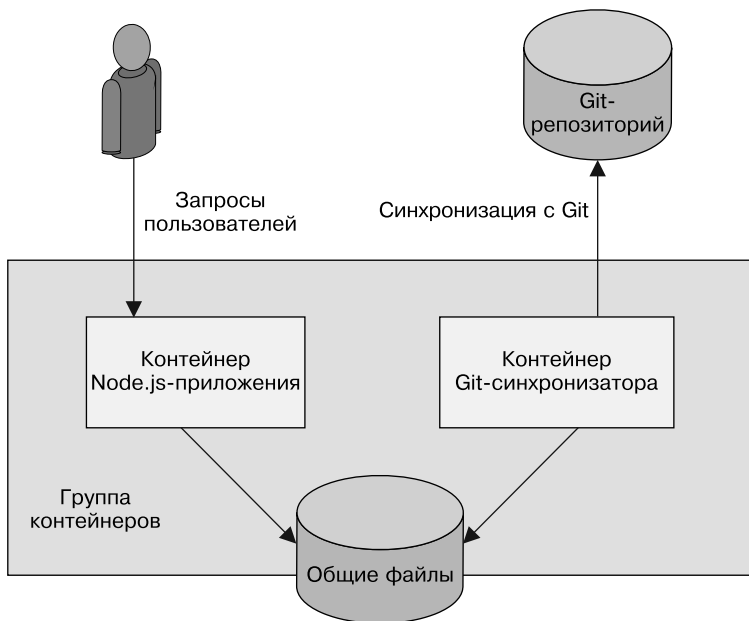 Git-
репозиторий
Запросы
пользователей
Синхронизация с Git
Контейнер
Node.js-приложения
Контейнер
Git-синхронизатора
Группа
контейнеров
Общие файлы